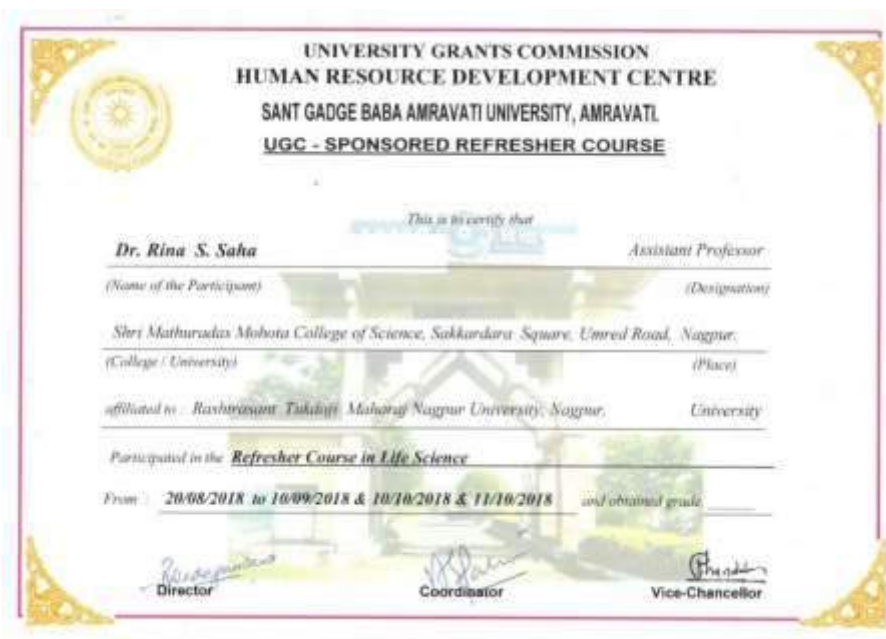 UNIVERSITY GRANTS COMMISSION
HUMAN RESOURCE DEVELOPMENT CENTRE
SANT GADGE BABA AMRAVATI UNIVERSITY, AMRAVATI.
UGC - SPONSORED REFRESHER COURSE
This is to certify that
Dr. Rina S. Saha Assistant Professor
(Name of the Participant) (Designation)
Shri Mathuradas Mohota College of Science, Sakkardara Square, Umred Road, Nagpur.
(College / University) (Place)
affiliated to : Rashtrasant Tukdoji Maharaj Nagpur University, Nagpur. University
Participated in the Refresher Course in Life Science
From : 20/08/2018 to 10/09/2018 & 10/10/2018 & 11/10/2018 and obtained grade
Director Coordinator Vice-Chancellor